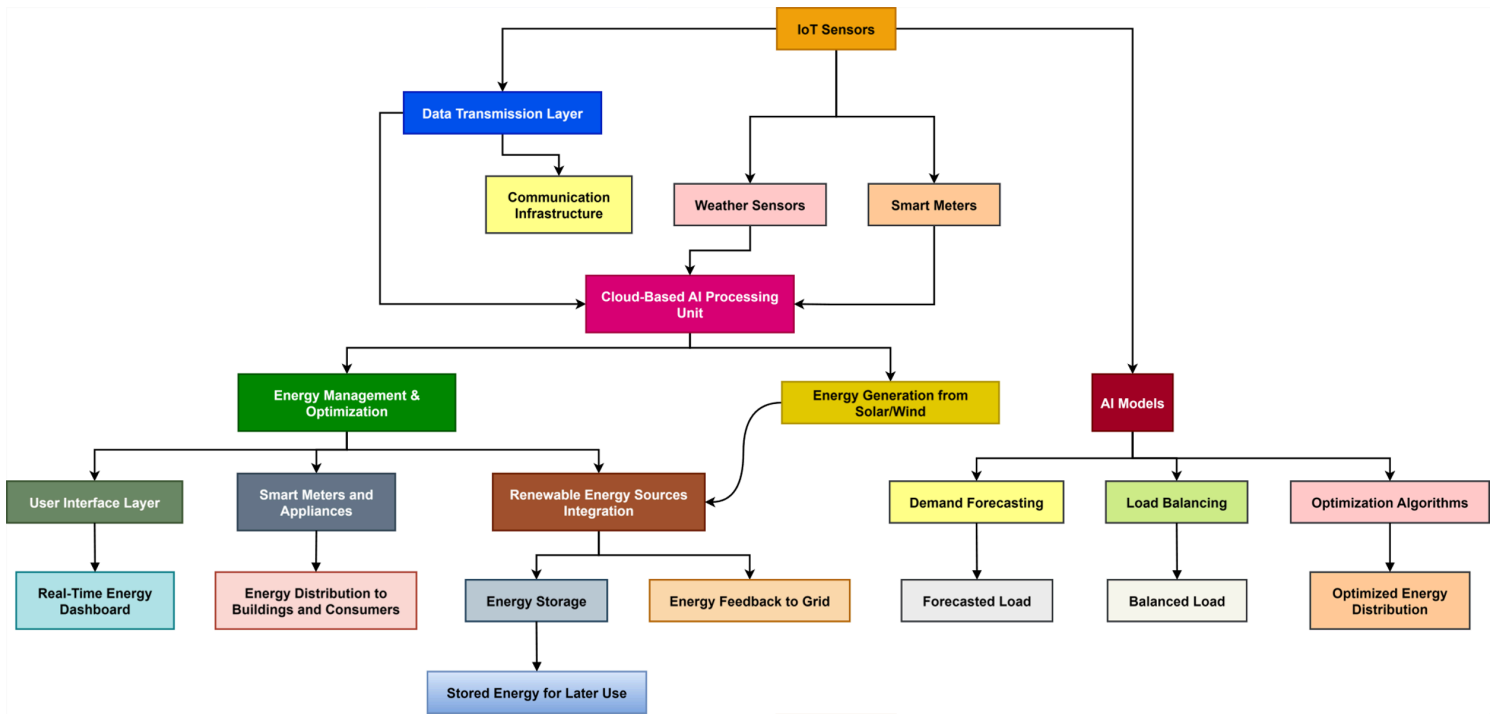 IoT Sensors
Data Transmission Layer
Communication
Infrastructure
Weather Sensors
Smart Meters
Cloud-Based AI Processing
Unit
Energy Management &
Optimization
Energy Generation from
Solar/Wind
AI Models
User Interface Layer
Smart Meters and
Appliances
Renewable Energy Sources
Integration
Demand Forecasting
Load Balancing
Optimization Algorithms
Real-Time Energy
Dashboard
Energy Distribution to
Buildings and Consumers
Energy Storage
Energy Feedback to Grid
Forecasted Load
Balanced Load
Optimized Energy
Distribution
Stored Energy for Later Use